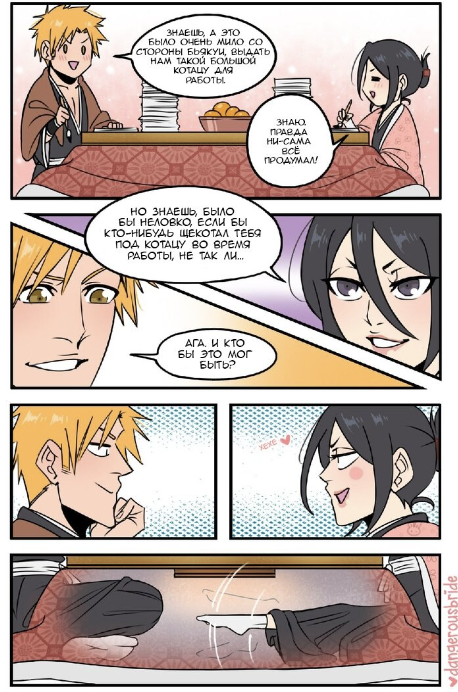 ЗНАЕШЬ, А ЭТО
БЫЛО ОЧЕНЬ МИЛО СО
СТОРОНЫ БЬЯКУИ, ВЫДАТЬ
НАМ ТАКОЙ БОЛЬШОЙ
КОТАЦУ ДЛЯ
РАБОТЫ.
ЗНАЮ.
ПРАВДА
НИ-САМА
ВСЁ
ПРОДУМАЛ!
НО ЗНАЕШЬ, БЫЛО
БЫ НЕЛОВКО, ЕСЛИ БЫ
КТО-НИБУДЬ ЩЕКОТАЛ ТЕБЯ
ПОД КОТАЦУ ВО ВРЕМЯ
РАБОТЫ, НЕ ТАК ЛИ...
АГА. И КТО
БЫ ЭТО МОГ
БЫТЬ?
ХЕХЕ
dangerousbride